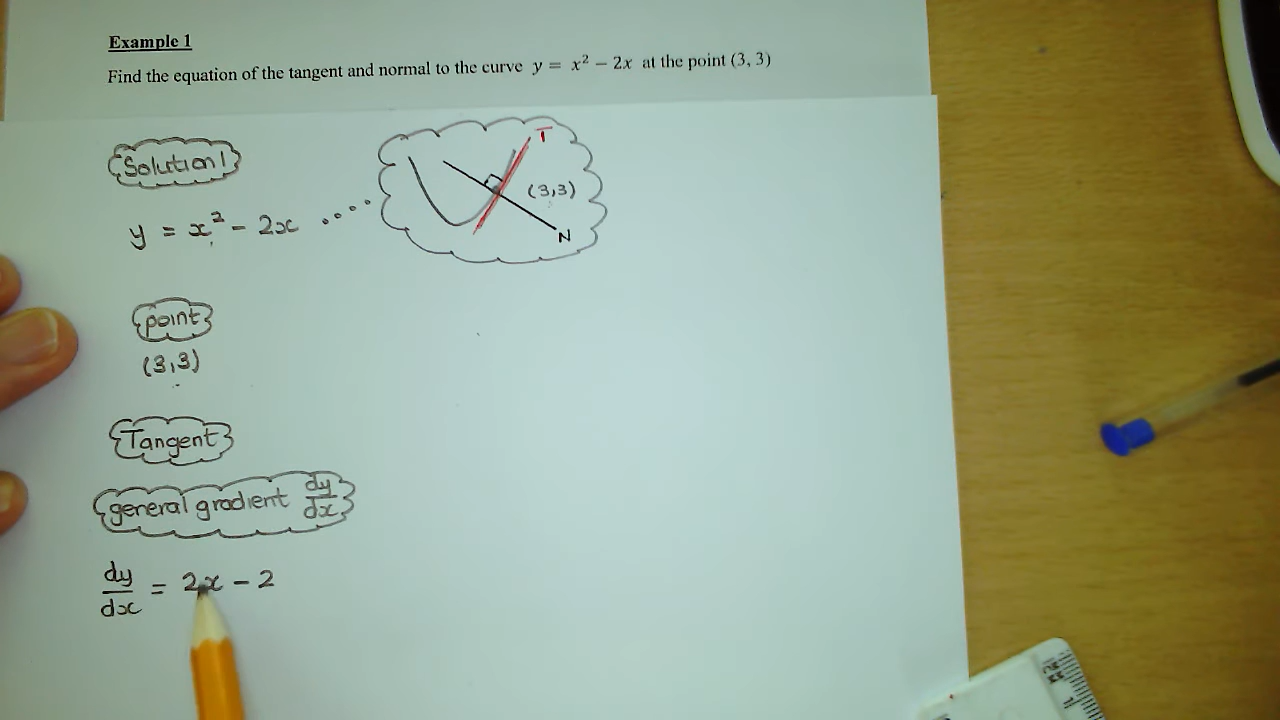 Example 1
Find the equation of the tangent and normal to the curve y = x² − 2x at the point (3, 3)
Solution!
T
(3,3)
N
y = x² − 2x ....
point
(3,3)
Tangent
general gradient dy/dx
dy/dx = 2x − 2